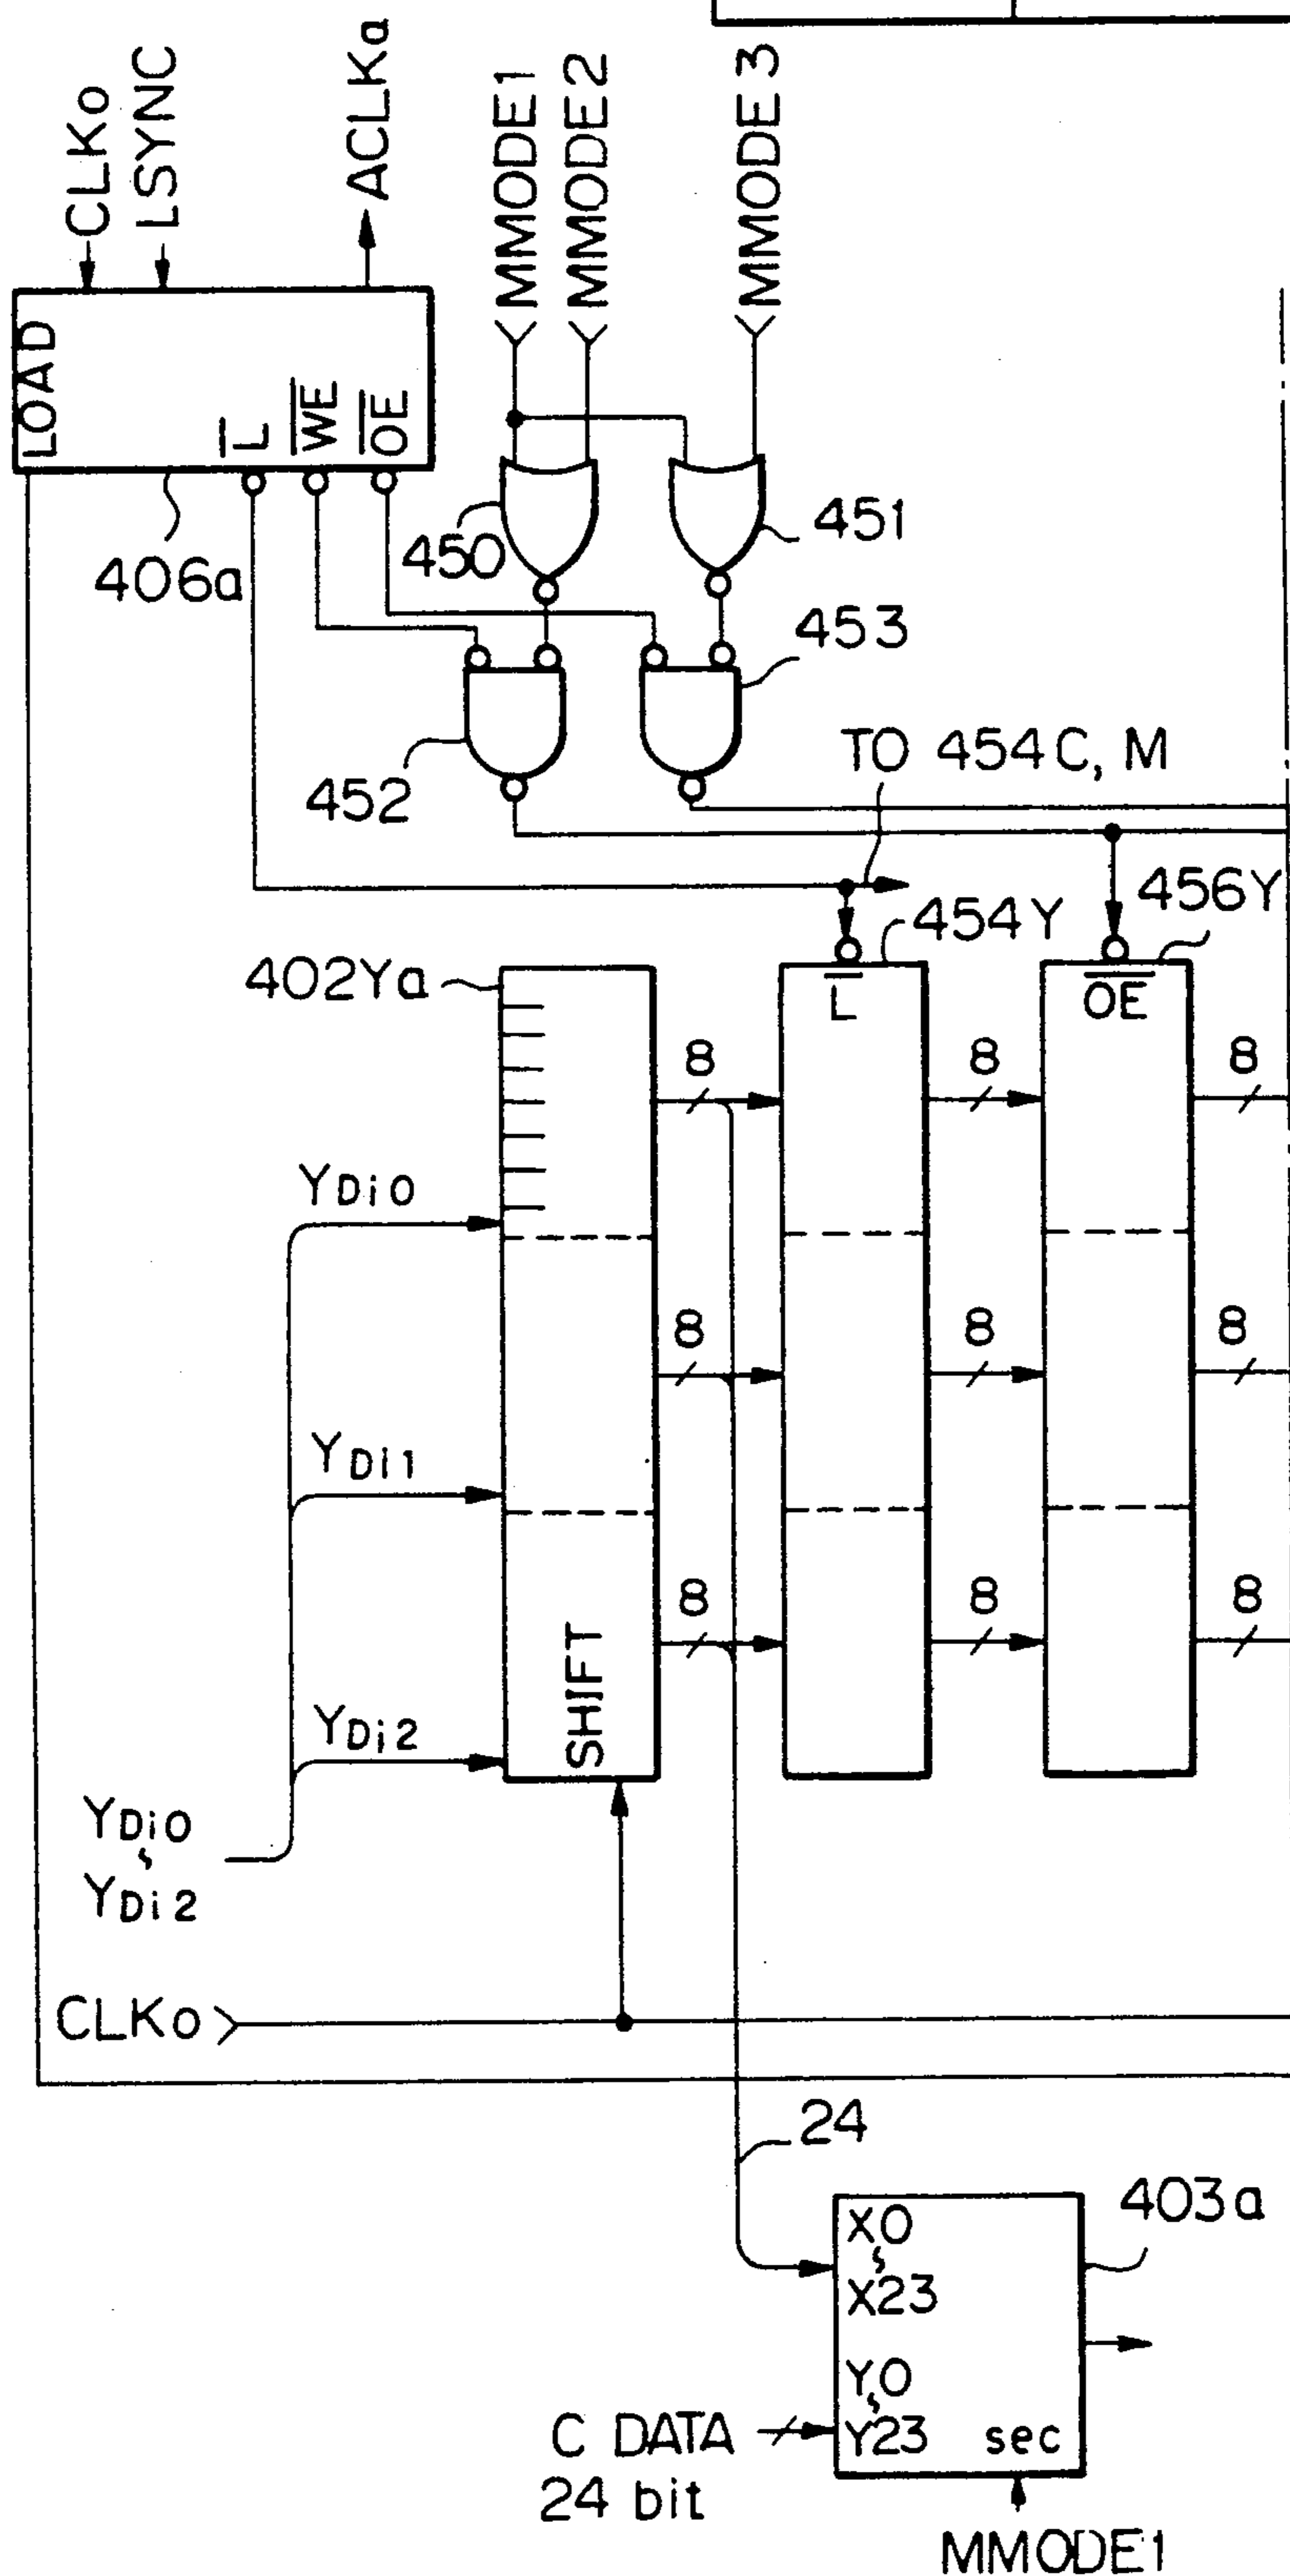 CLKo
LSYNC
ACLKa
MMODE1
MMODE2
MMODE3
LOAD
L
WE
OE
406a
450
451
452
453
TO 454C, M
402Ya
454Y
456Y
L
OE
8
8
8
YDi0
8
8
8
YDi1
8
8
8
YDi2
SHIFT
YDi0
YDi2
CLKo
24
403a
X0
X23
Y0
Y23
sec
C DATA
24 bit
MMODE1